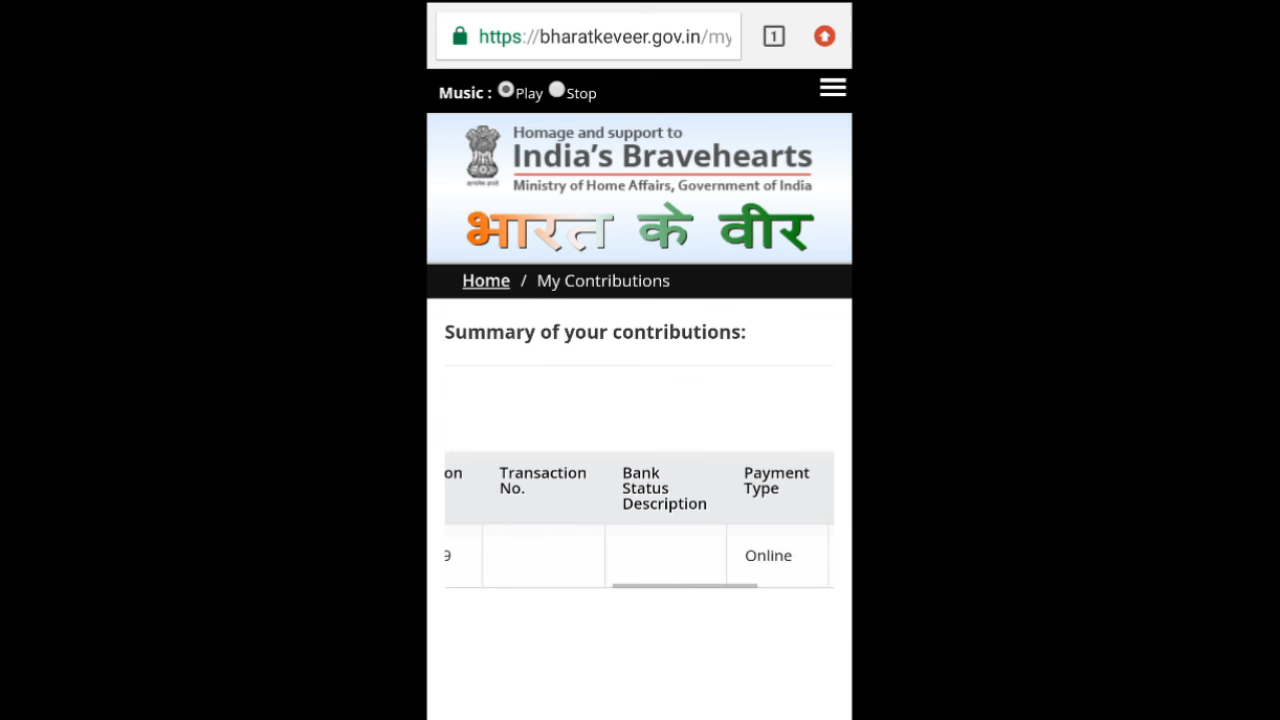 https://bharatkeveer.gov.in/my
1
Music : Play Stop
Homage and support to
India's Bravehearts
Ministry of Home Affairs, Government of India
भारत के वीर
Home / My Contributions
Summary of your contributions:
on Transaction No. Bank Status Description Payment Type
9 Online